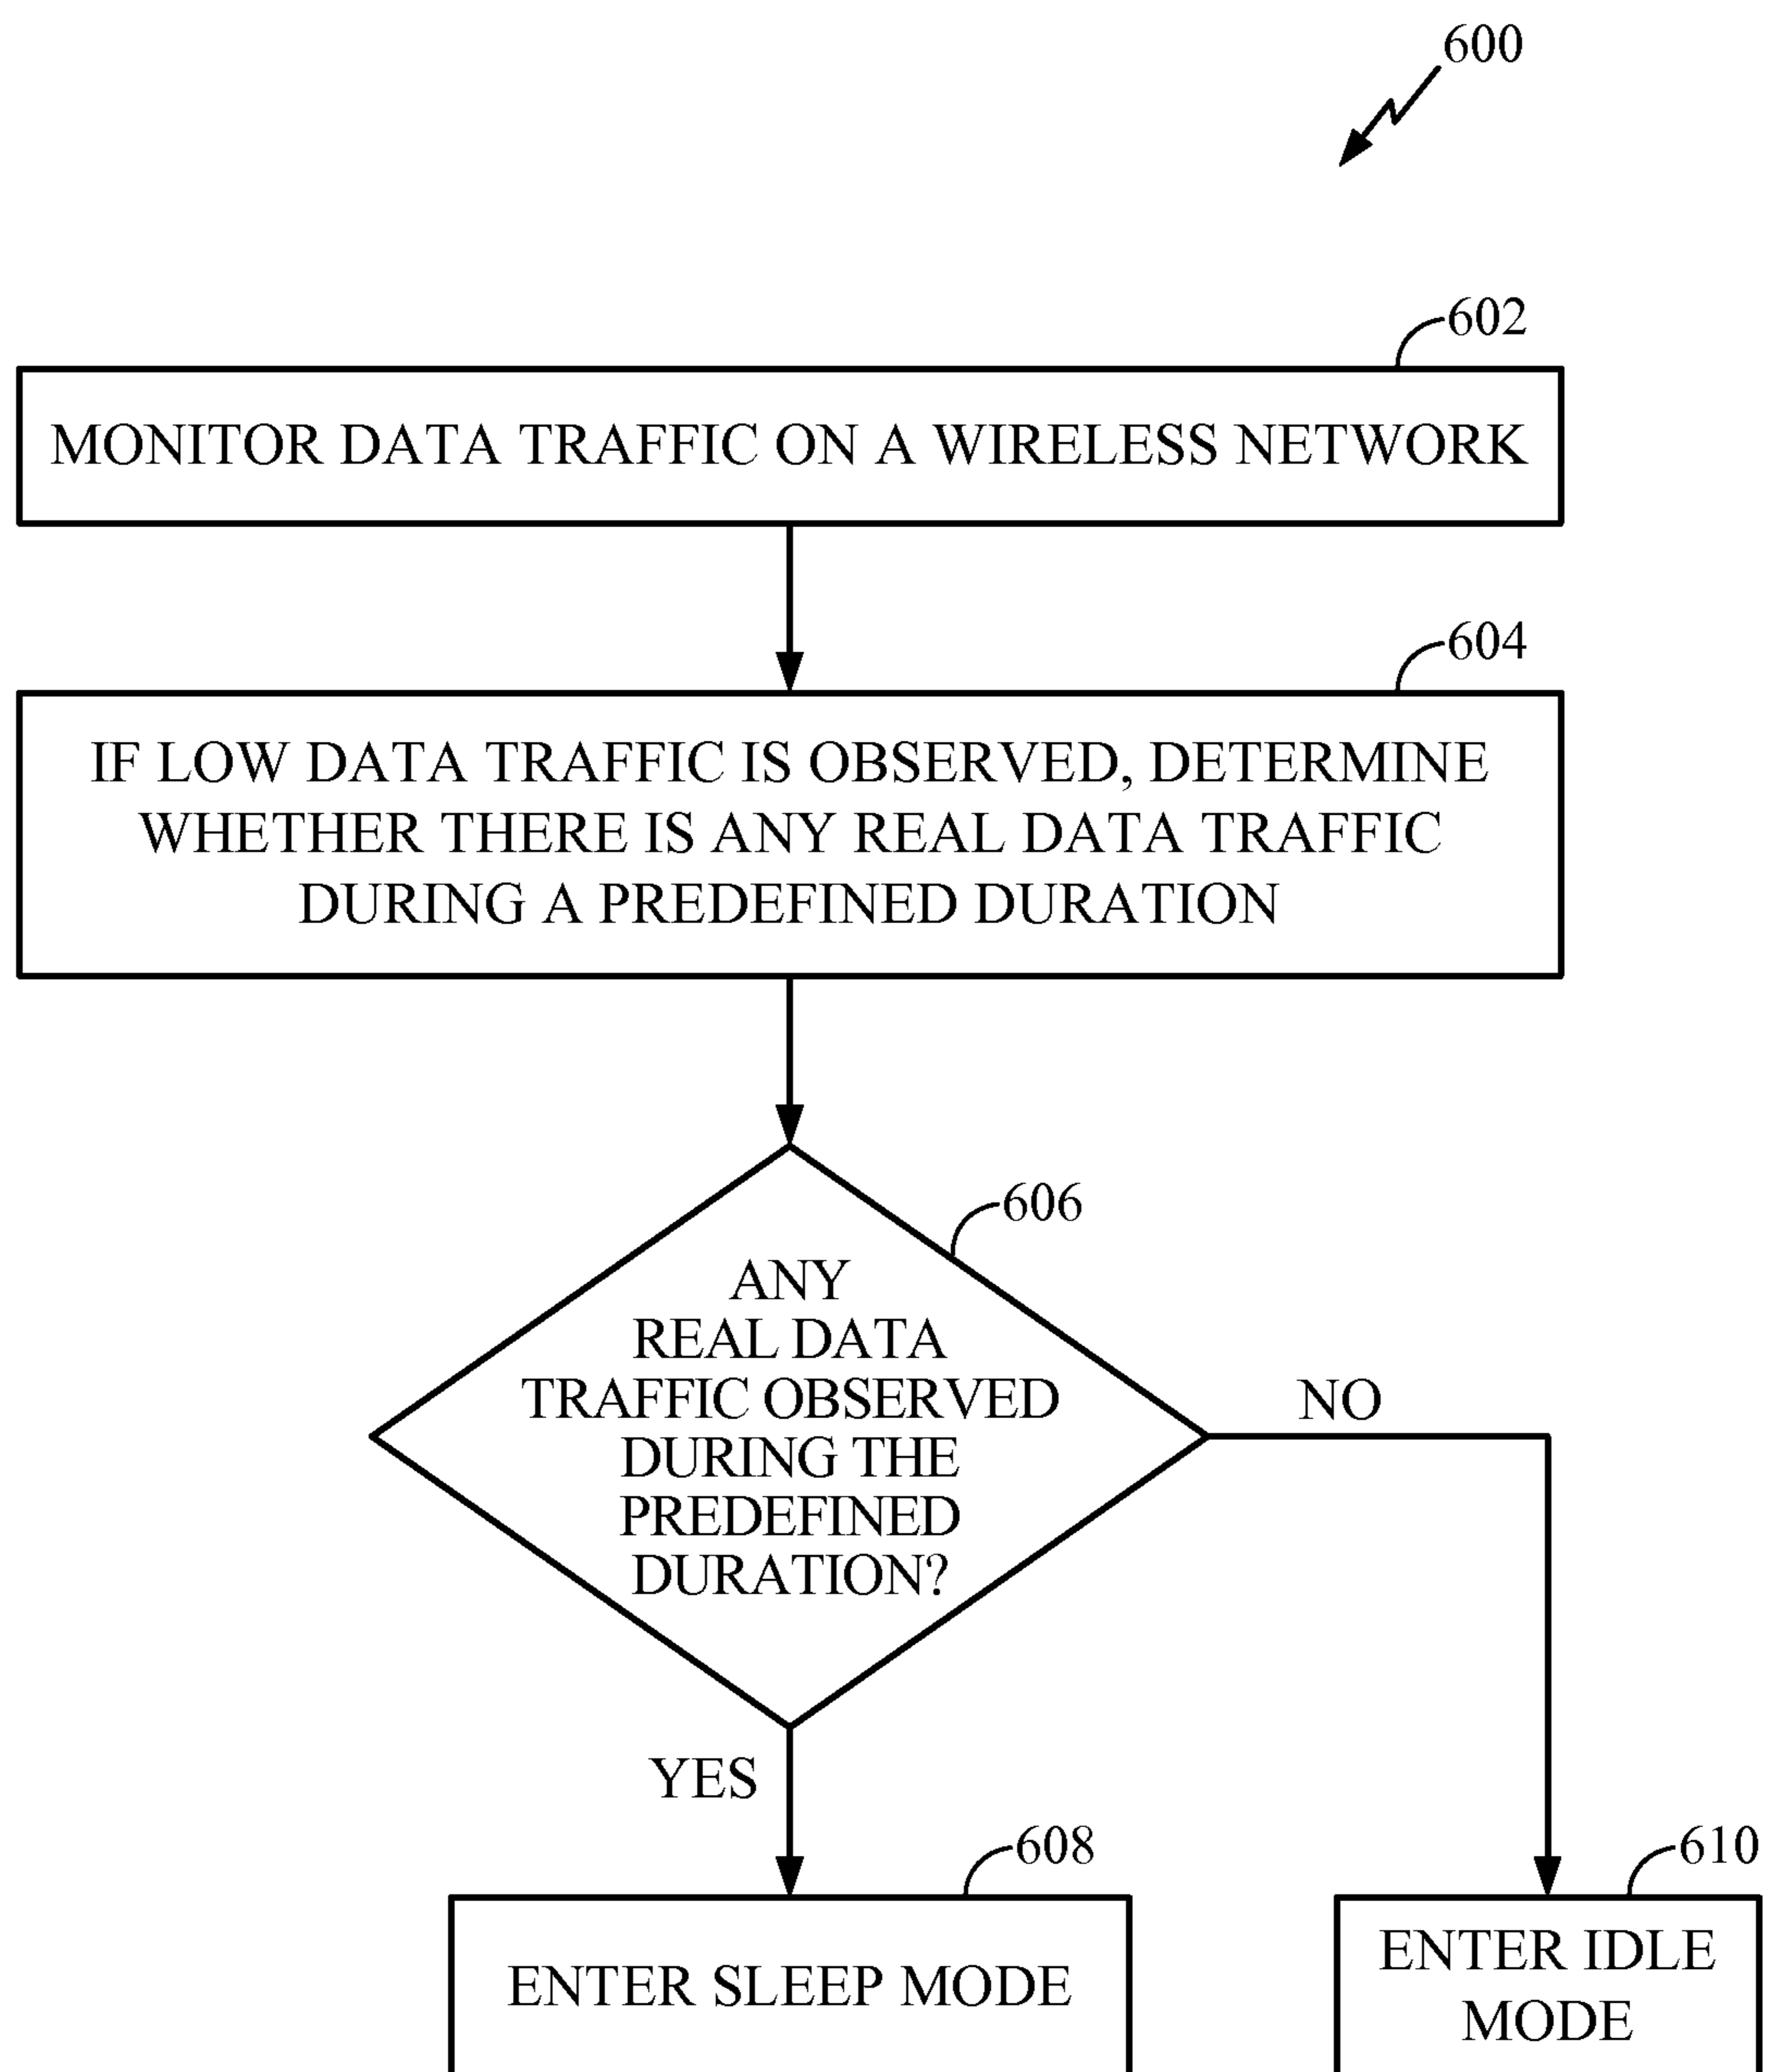 600
602
MONITOR DATA TRAFFIC ON A WIRELESS NETWORK
604
IF LOW DATA TRAFFIC IS OBSERVED, DETERMINE
WHETHER THERE IS ANY REAL DATA TRAFFIC
DURING A PREDEFINED DURATION
606
ANY
REAL DATA
TRAFFIC OBSERVED
DURING THE
PREDEFINED
DURATION?
NO
YES
608
ENTER SLEEP MODE
610
ENTER IDLE
MODE